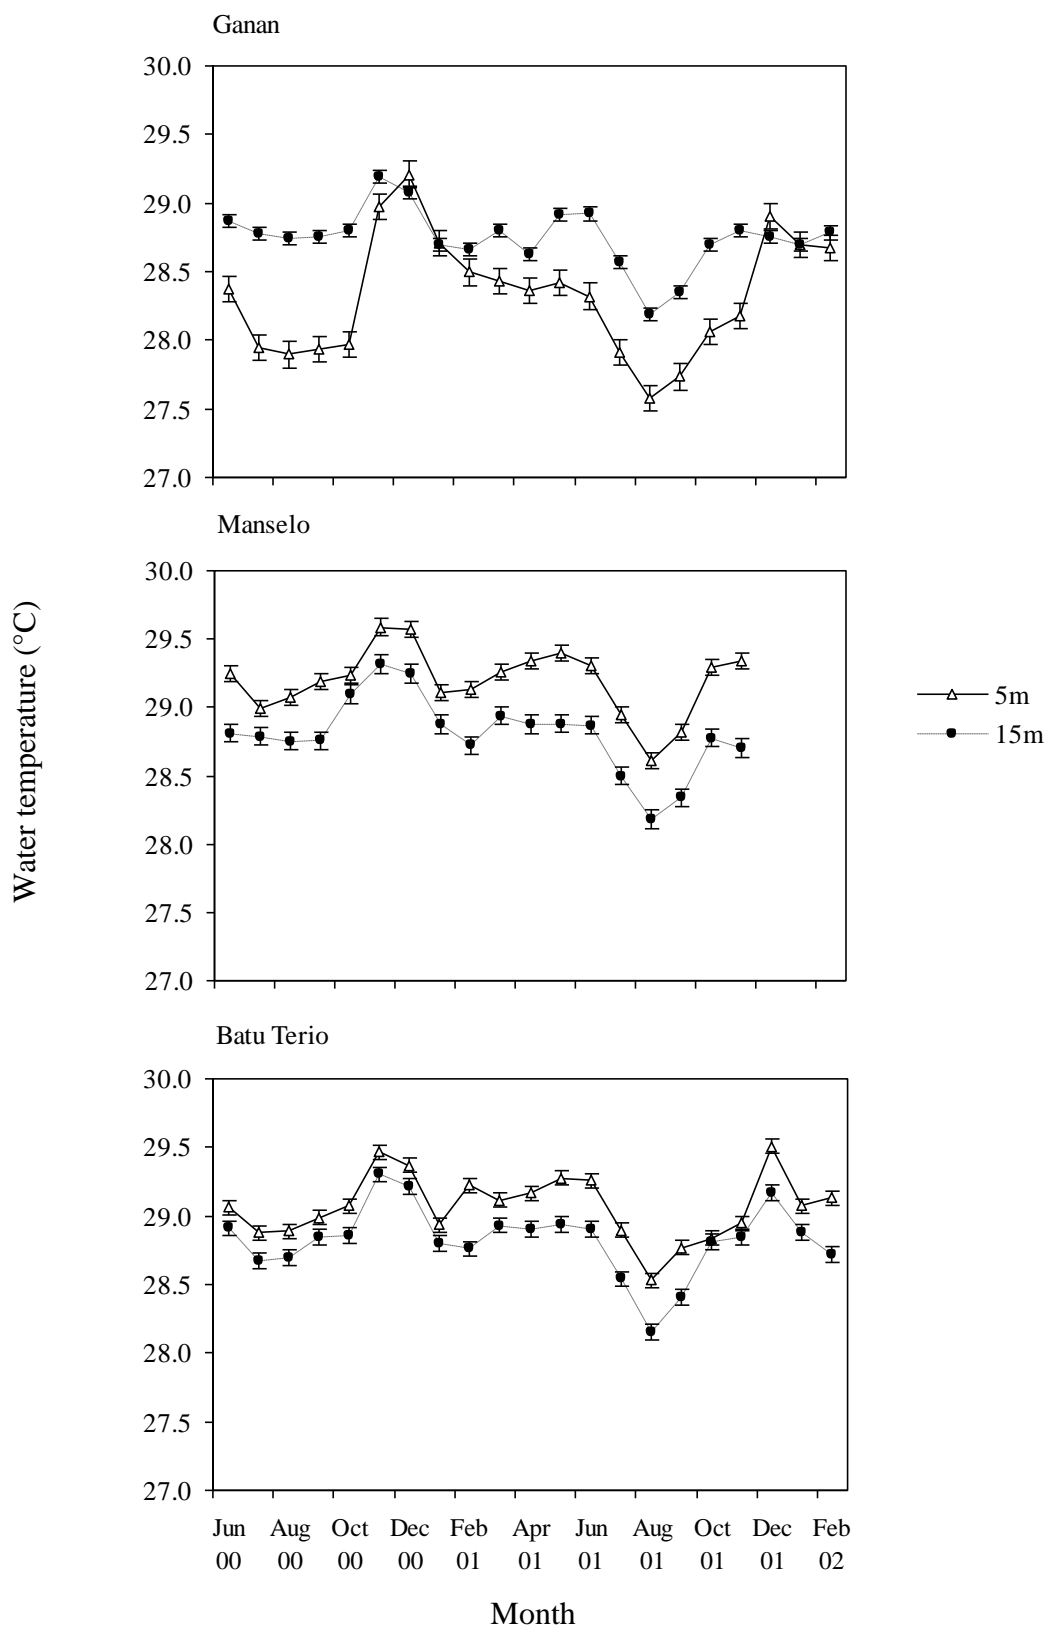 Ganan
30.0
29.5
29.0
28.5
28.0
27.5
27.0
Manselo
30.0
29.5
29.0
28.5
28.0
27.5
27.0
Water temperature (°C)
5m
15m
Batu Terio
30.0
29.5
29.0
28.5
28.0
27.5
27.0
Jun Aug Oct Dec Feb Apr Jun Aug Oct Dec Feb
00 00 00 00 01 01 01 01 01 01 02
Month